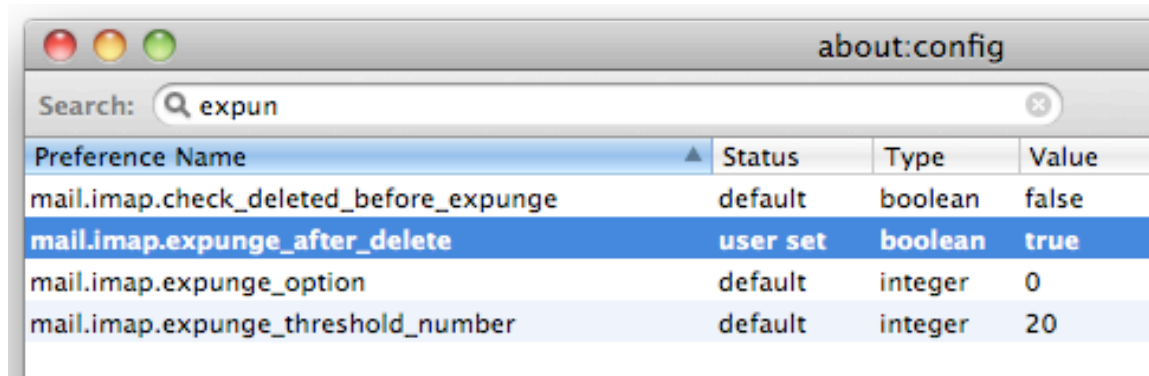 about:config
Search: expun
Preference Name Status Type Value
mail.imap.check_deleted_before_expunge default boolean false
mail.imap.expunge_after_delete user set boolean true
mail.imap.expunge_option default integer 0
mail.imap.expunge_threshold_number default integer 20